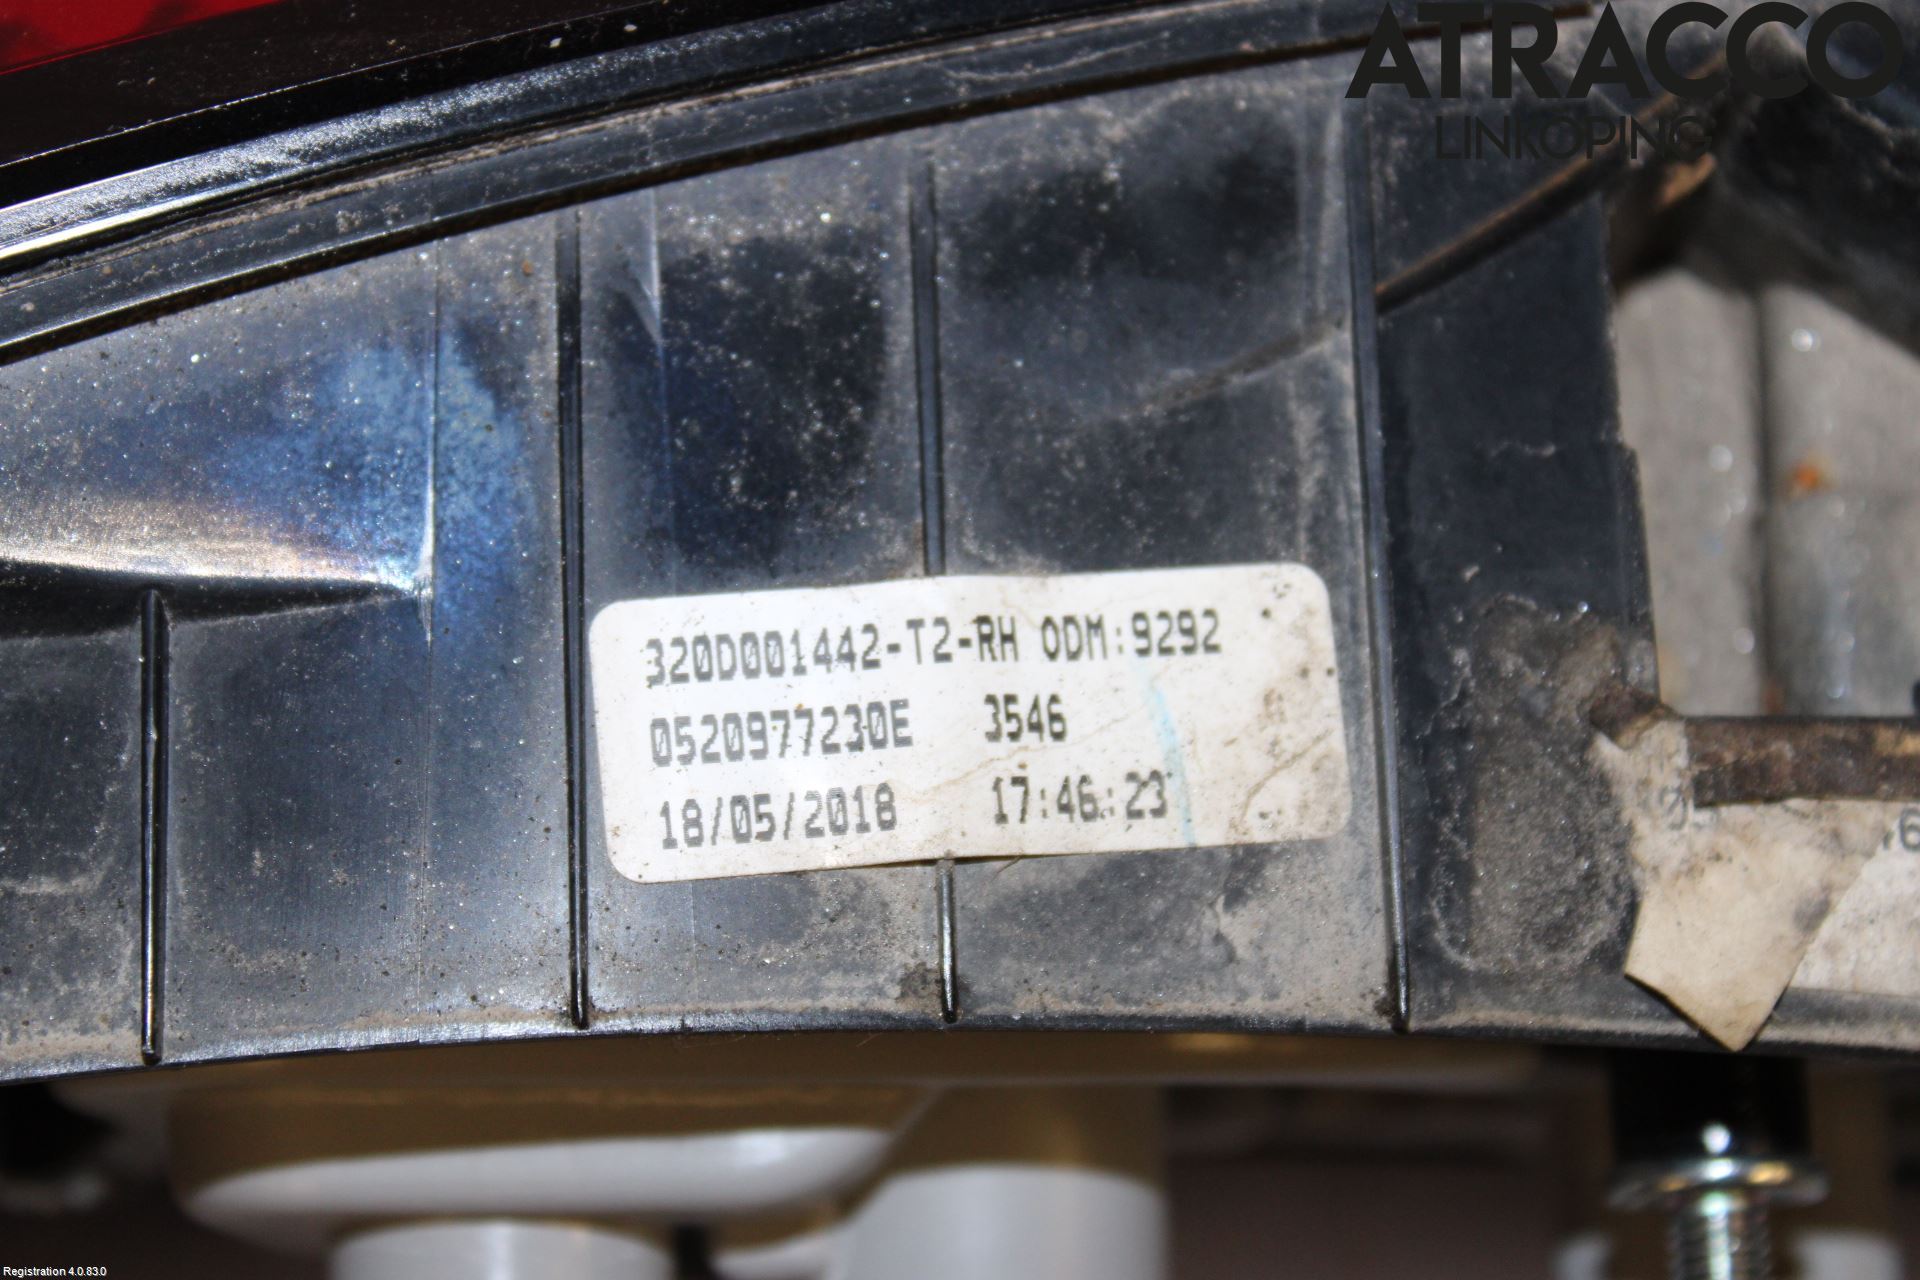 ATRACCO
LINKÖPING
320D001442-T2-RH ODM:9292
0520977230E 3546
18/05/2018 17:46:23
Registration 4.0.83.0